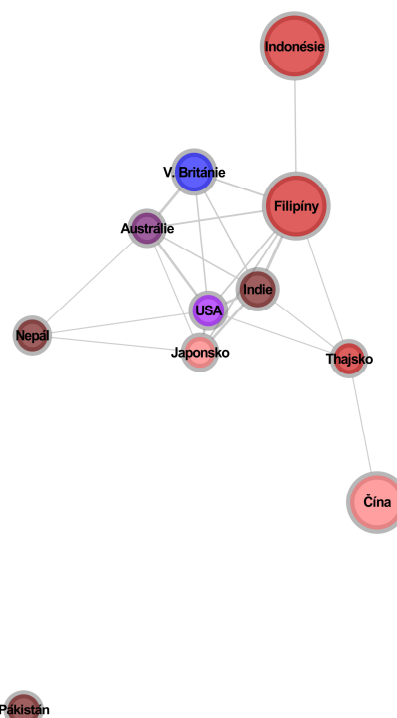 Indonésie
V. Británie
Filipíny
Austrálie
Indie
USA
Nepál
Japonsko
Thajsko
Čína
Pákistán